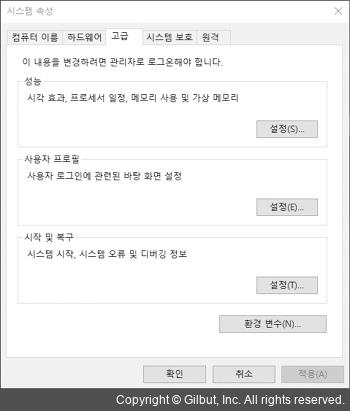 시스템 속성
컴퓨터 이름 하드웨어 고급 시스템 보호 원격
이 내용을 변경하려면 관리자로 로그온해야 합니다.
성능
시각 효과, 프로세서 일정, 메모리 사용 및 가상 메모리
설정(S)...
사용자 프로필
사용자 로그인에 관련된 바탕 화면 설정
설정(E)...
시작 및 복구
시스템 시작, 시스템 오류 및 디버깅 정보
설정(T)...
환경 변수(N)...
확인 취소 적용(A)
Copyright © Gilbut, Inc. All rights reserved.